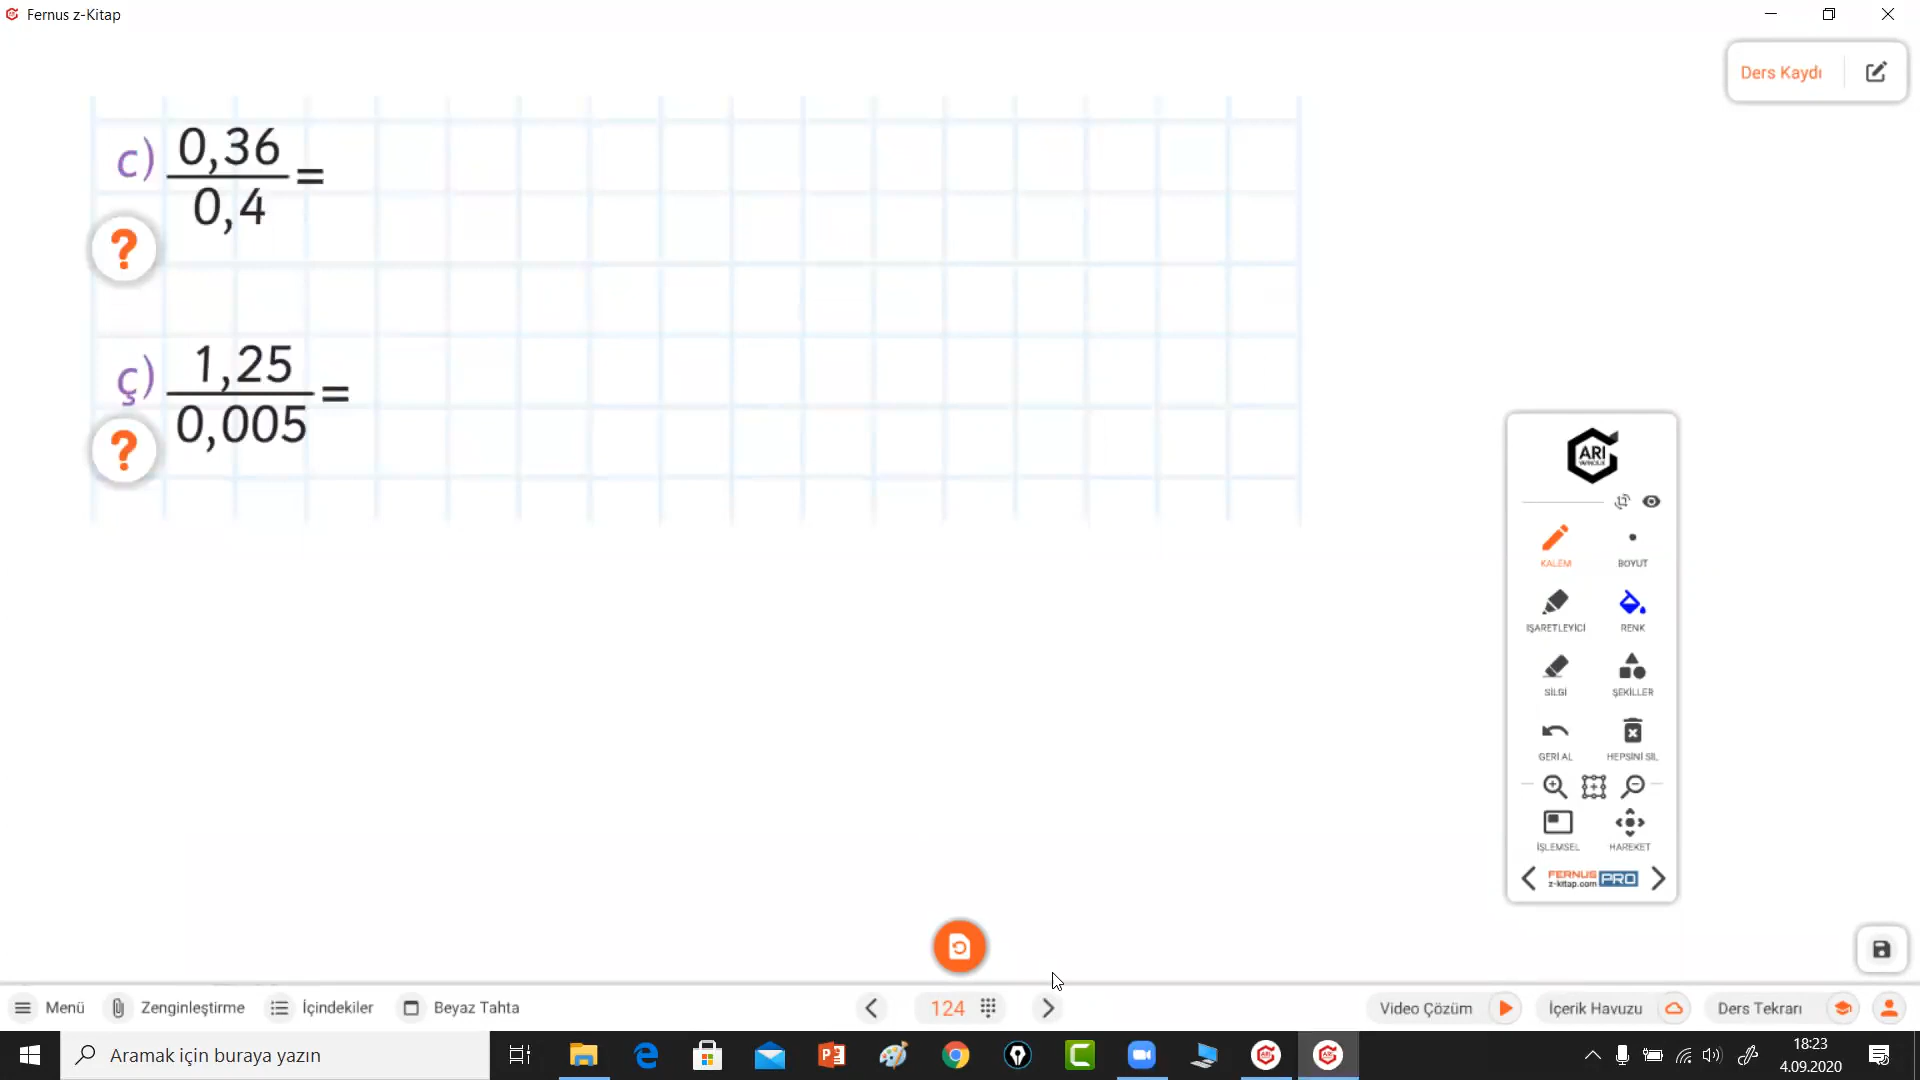 Fernus z-Kitap
Ders Kaydı
c) 0,36 =
0,4
?
ç) 1,25 =
0,005
?
ARI
YAYINCILIK
KALEM
BOYUT
İŞARETLEYİCİ
RENK
SİLGİ
ŞEKİLLER
GERİ AL
HEPSİNİ SİL
İŞLEMSEL
HAREKET
FERNUS
z-kitap.com PRO
Menü
Zenginleştirme
İçindekiler
Beyaz Tahta
124
Video Çözüm
İçerik Havuzu
Ders Tekrarı
Aramak için buraya yazın
18:23
4.09.2020